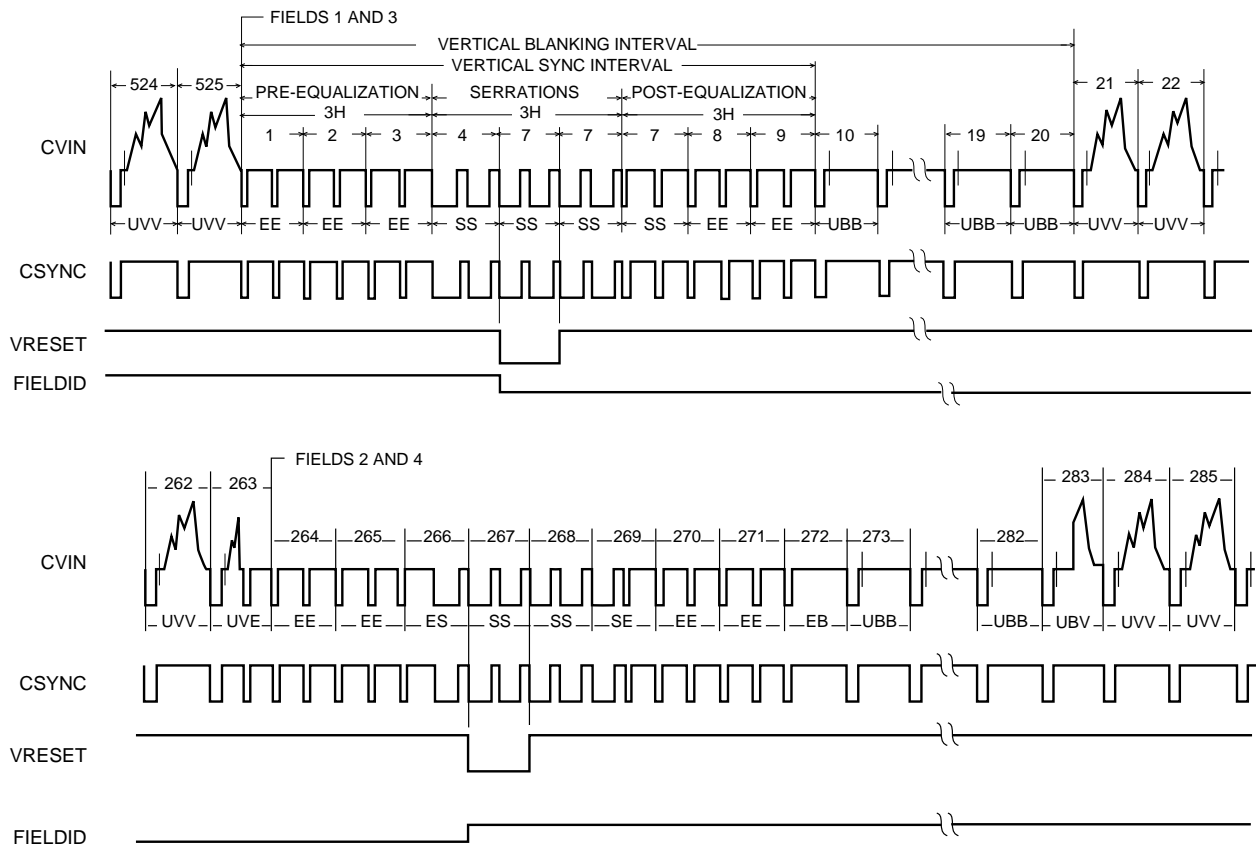 FIELDS 1 AND 3
VERTICAL BLANKING INTERVAL
VERTICAL SYNC INTERVAL
524 525 PRE-EQUALIZATION SERRATIONS POST-EQUALIZATION 21 22
3H 3H 3H
1 2 3 4 7 7 7 8 9 10 19 20
CVIN
UVV UVV EE EE EE SS SS SS SS EE EE UBB UBB UBB UVV UVV
CSYNC
VRESET
FIELDID
FIELDS 2 AND 4
262 263 283 284 285
264 265 266 267 268 269 270 271 272 273 282
CVIN
UVV UVE EE EE ES SS SS SE EE EE EB UBB UBB UBV UVV UVV
CSYNC
VRESET
FIELDID